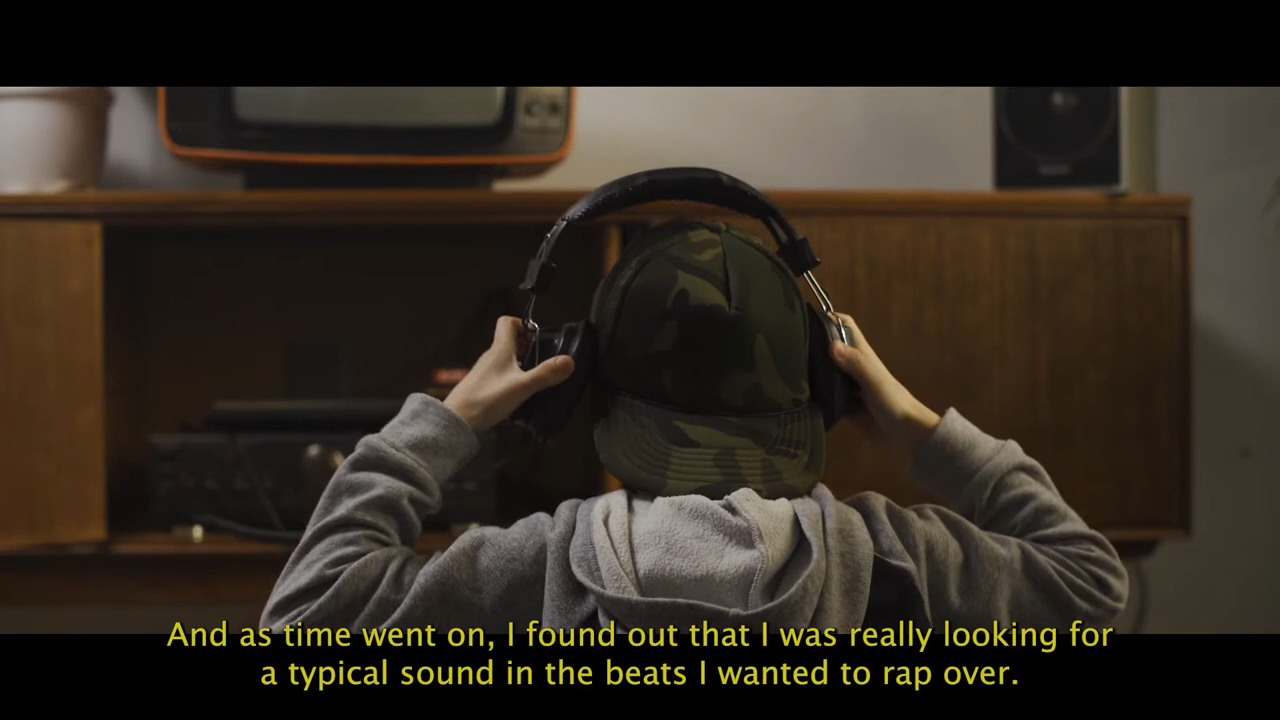 And as time went on, I found out that I was really looking for
a typical sound in the beats I wanted to rap over.